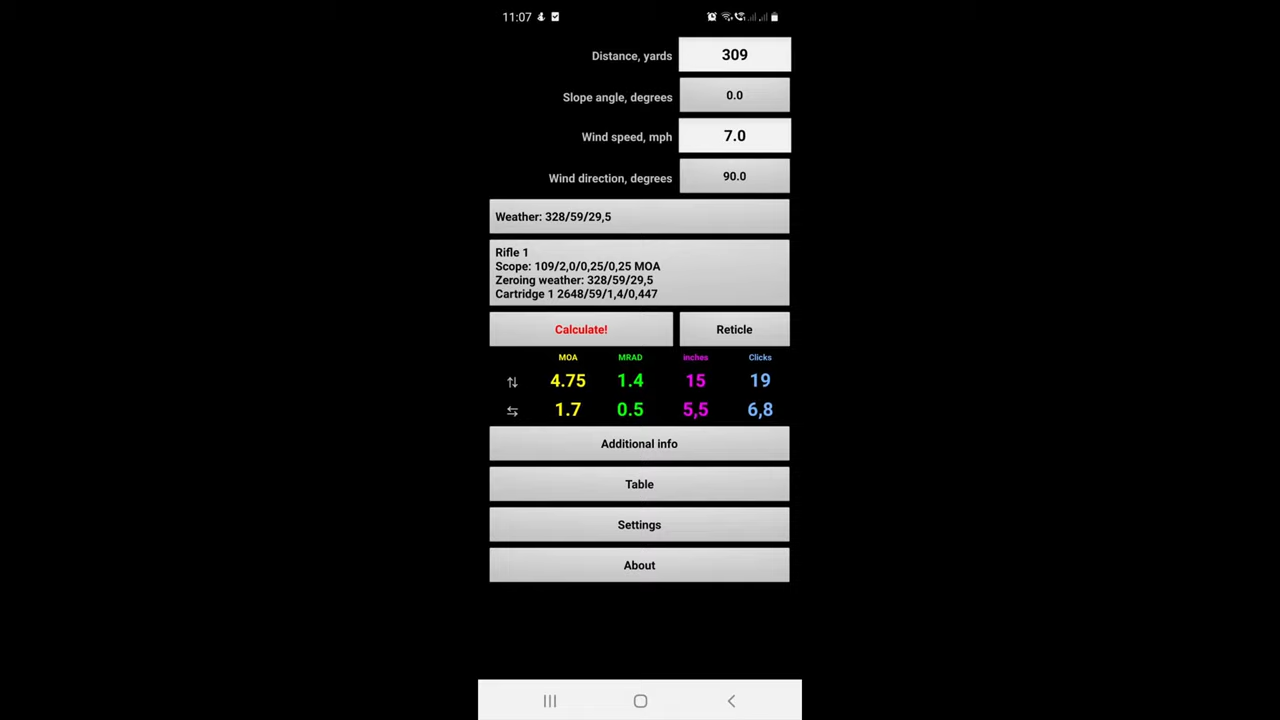 11:07
Distance, yards 309
Slope angle, degrees 0.0
Wind speed, mph 7.0
Wind direction, degrees 90.0
Weather: 328/59/29,5
Rifle 1
Scope: 109/2,0/0,25/0,25 MOA
Zeroing weather: 328/59/29,5
Cartridge 1 2648/59/1,4/0,447
Calculate! Reticle
MOA MRAD inches Clicks
4.75 1.4 15 19
1.7 0.5 5,5 6,8
Additional info
Table
Settings
About